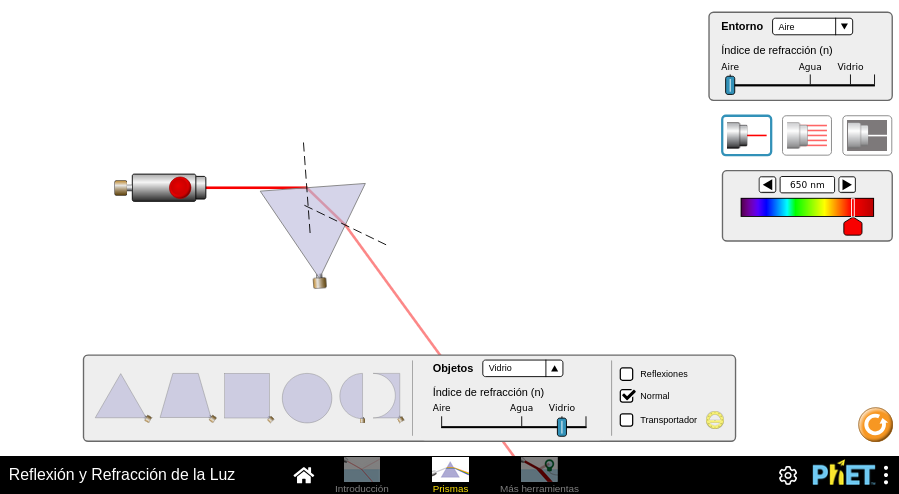 Entorno
Aire
Índice de refracción (n)
Aire Agua Vidrio
650 nm
Objetos
Vidrio
Índice de refracción (n)
Aire Agua Vidrio
Reflexiones
Normal
Transportador
Reflexión y Refracción de la Luz
Introducción
Prismas
Más herramientas
PhET